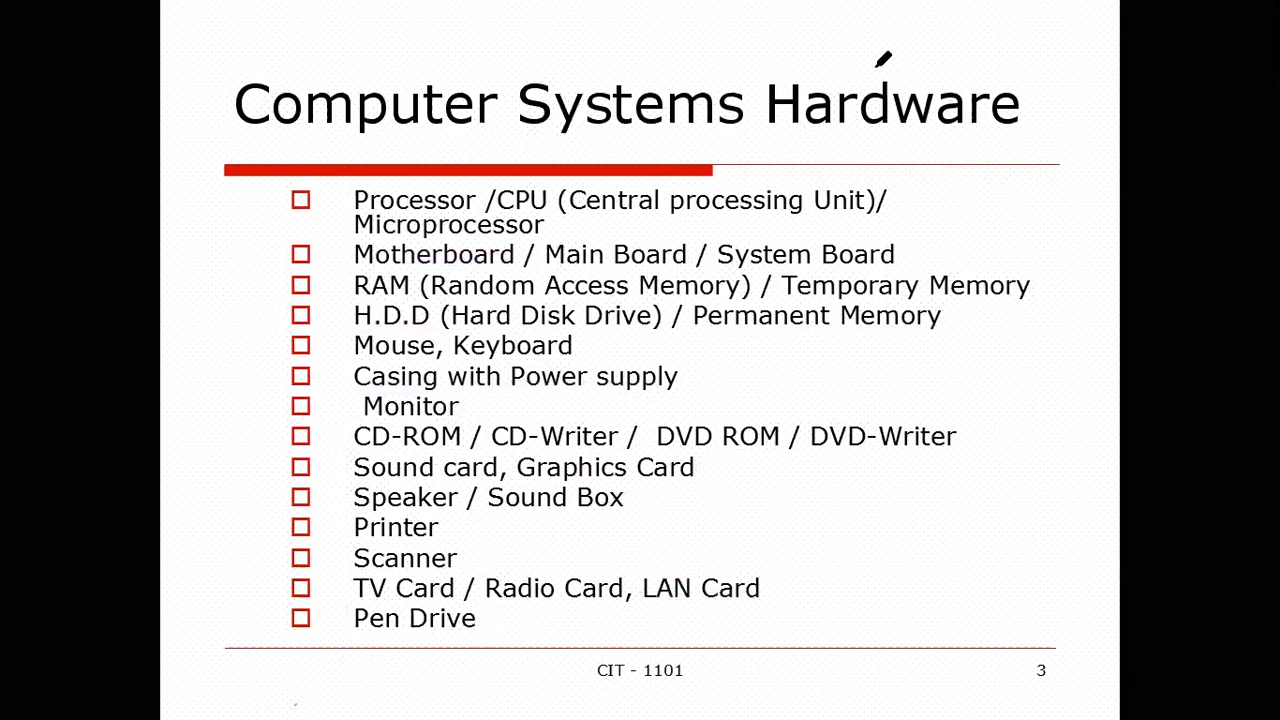 Computer Systems Hardware
Processor /CPU (Central processing Unit)/
Microprocessor
Motherboard / Main Board / System Board
RAM (Random Access Memory) / Temporary Memory
H.D.D (Hard Disk Drive) / Permanent Memory
Mouse, Keyboard
Casing with Power supply
Monitor
CD-ROM / CD-Writer / DVD ROM / DVD-Writer
Sound card, Graphics Card
Speaker / Sound Box
Printer
Scanner
TV Card / Radio Card, LAN Card
Pen Drive
CIT - 1101
3